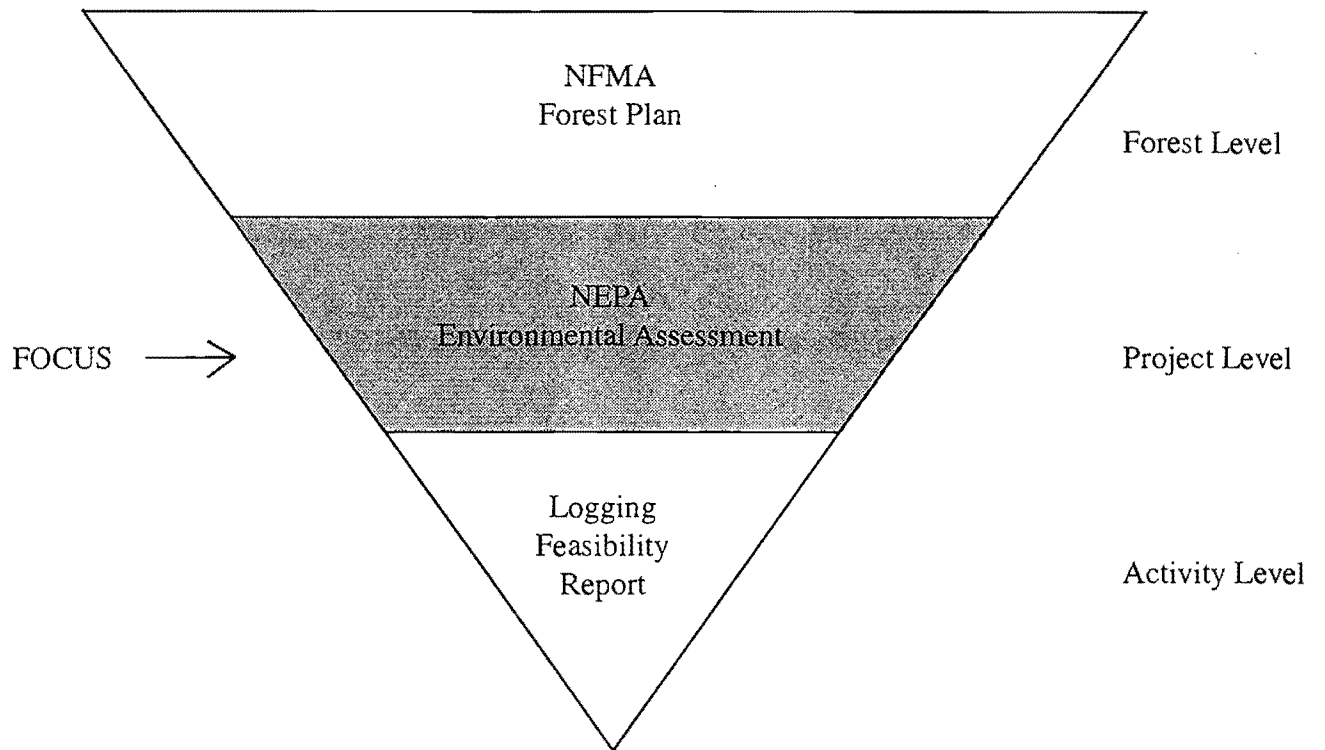 NFMA
Forest Plan
Forest Level
NEPA
Environmental Assessment
FOCUS
Project Level
Logging
Feasibility
Report
Activity Level